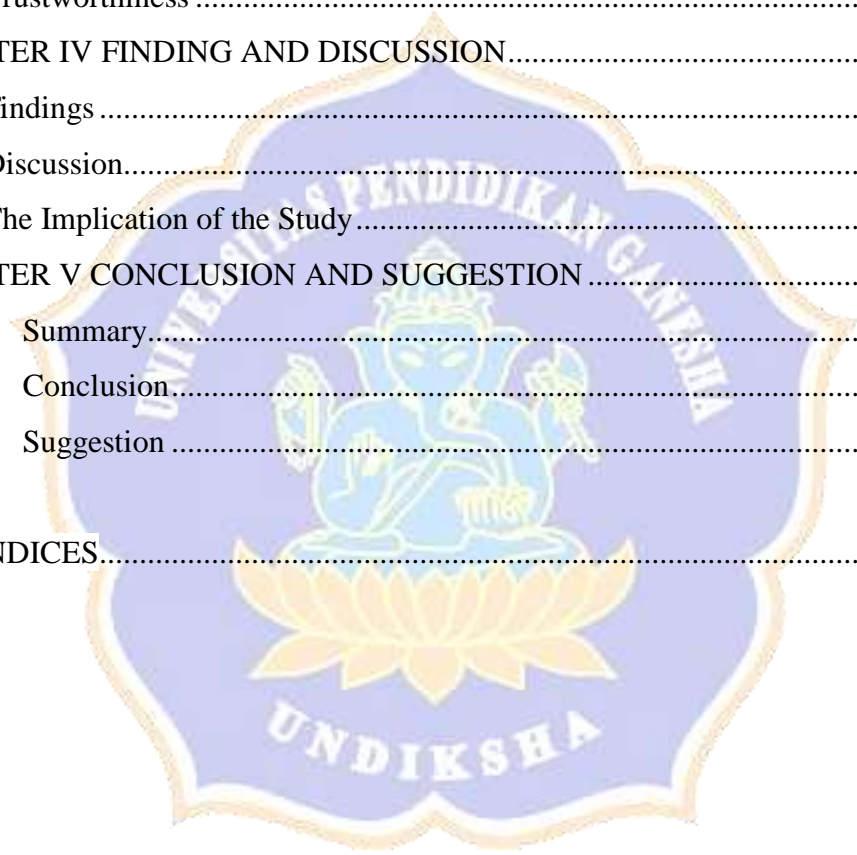 Trustworthiness ..........................................................................
TER IV FINDING AND DISCUSSION...................................
Findings ........................................................................................
Discussion.....................................................................................
The Implication of the Study.........................................................
TER V CONCLUSION AND SUGGESTION ..............................
Summary.......................................................................................
Conclusion....................................................................................
Suggestion ....................................................................................
NDICES........................................................................................
UNIVERSITAS PENDIDIKAN GANESHA
UNDIKSHA